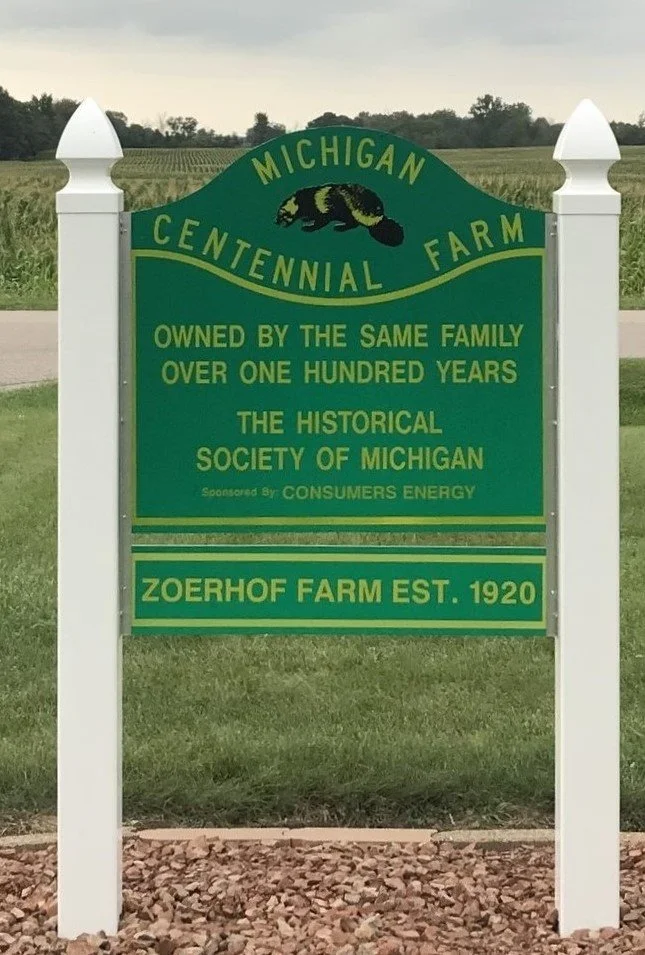 MICHIGAN
CENTENNIAL FARM
OWNED BY THE SAME FAMILY
OVER ONE HUNDRED YEARS
THE HISTORICAL
SOCIETY OF MICHIGAN
Sponsored By: CONSUMERS ENERGY
ZOERHOF FARM EST. 1920